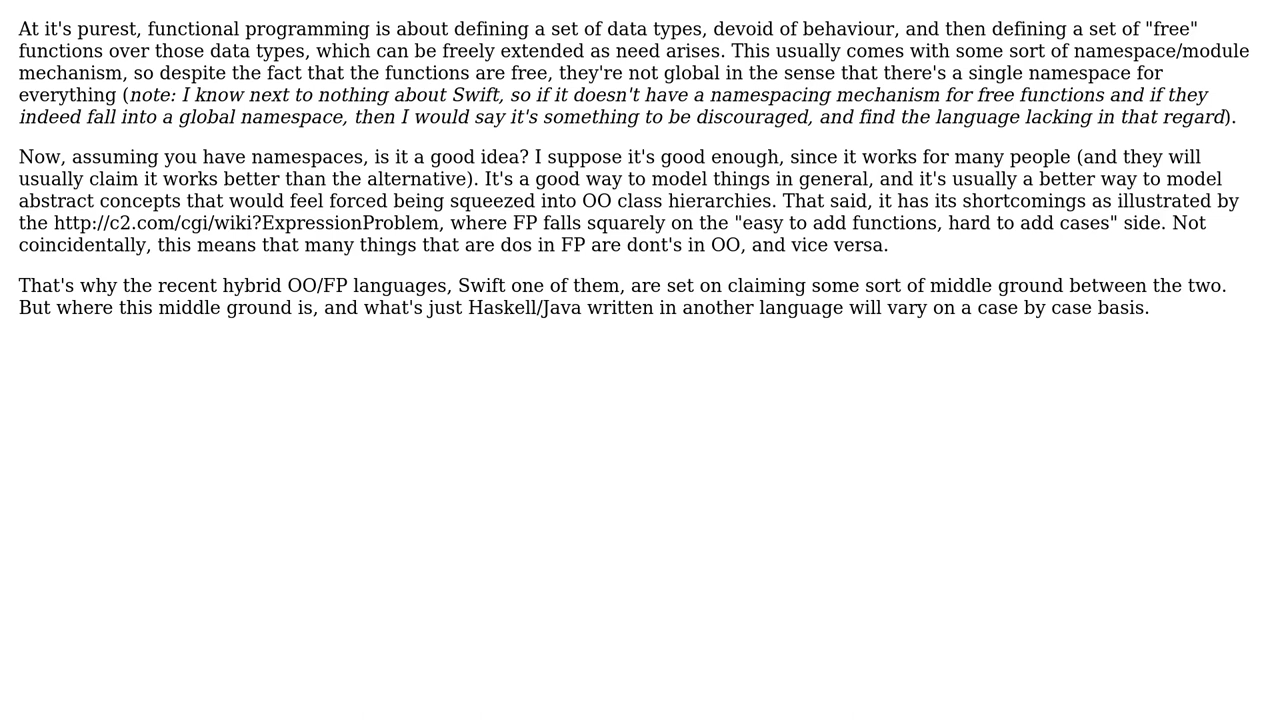 At it's purest, functional programming is about defining a set of data types, devoid of behaviour, and then defining a set of "free"
functions over those data types, which can be freely extended as need arises. This usually comes with some sort of namespace/module
mechanism, so despite the fact that the functions are free, they're not global in the sense that there's a single namespace for
everything (note: I know next to nothing about Swift, so if it doesn't have a namespacing mechanism for free functions and if they
indeed fall into a global namespace, then I would say it's something to be discouraged, and find the language lacking in that regard).
Now, assuming you have namespaces, is it a good idea? I suppose it's good enough, since it works for many people (and they will
usually claim it works better than the alternative). It's a good way to model things in general, and it's usually a better way to model
abstract concepts that would feel forced being squeezed into OO class hierarchies. That said, it has its shortcomings as illustrated by
the http://c2.com/cgi/wiki?ExpressionProblem, where FP falls squarely on the "easy to add functions, hard to add cases" side. Not
coincidentally, this means that many things that are dos in FP are dont's in OO, and vice versa.
That's why the recent hybrid OO/FP languages, Swift one of them, are set on claiming some sort of middle ground between the two.
But where this middle ground is, and what's just Haskell/Java written in another language will vary on a case by case basis.